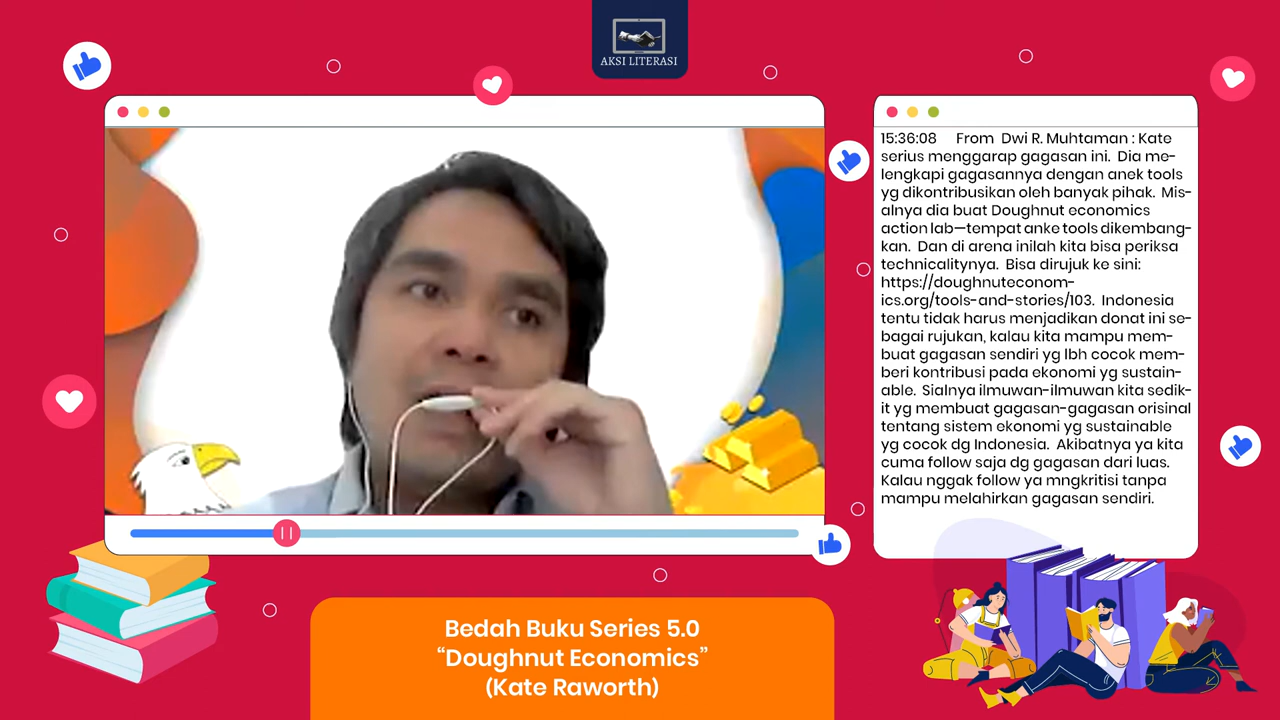 AKSI LITERASI
15:36:08 From Dwi R. Muhtaman : Kate
serius menggarap gagasan ini. Dia me-
lengkapi gagasannya dengan anek tools
yg dikontribusikan oleh banyak pihak. Mis-
alnya dia buat Doughnut economics
action lab—tempat anke tools dikembang-
kan. Dan di arena inilah kita bisa periksa
technicalitynya. Bisa dirujuk ke sini:
https://doughnuteconom-
ics.org/tools-and-stories/103. Indonesia
tentu tidak harus menjadikan donat ini se-
bagai rujukan, kalau kita mampu mem-
buat gagasan sendiri yg lbh cocok mem-
beri kontribusi pada ekonomi yg sustain-
able. Sialnya ilmuwan-ilmuwan kita sedik-
it yg membuat gagasan-gagasan orisinal
tentang sistem ekonomi yg sustainable
yg cocok dg Indonesia. Akibatnya ya kita
cuma follow saja dg gagasan dari luas.
Kalau nggak follow ya mngkritisi tanpa
mampu melahirkan gagasan sendiri.
Bedah Buku Series 5.0
“Doughnut Economics”
(Kate Raworth)